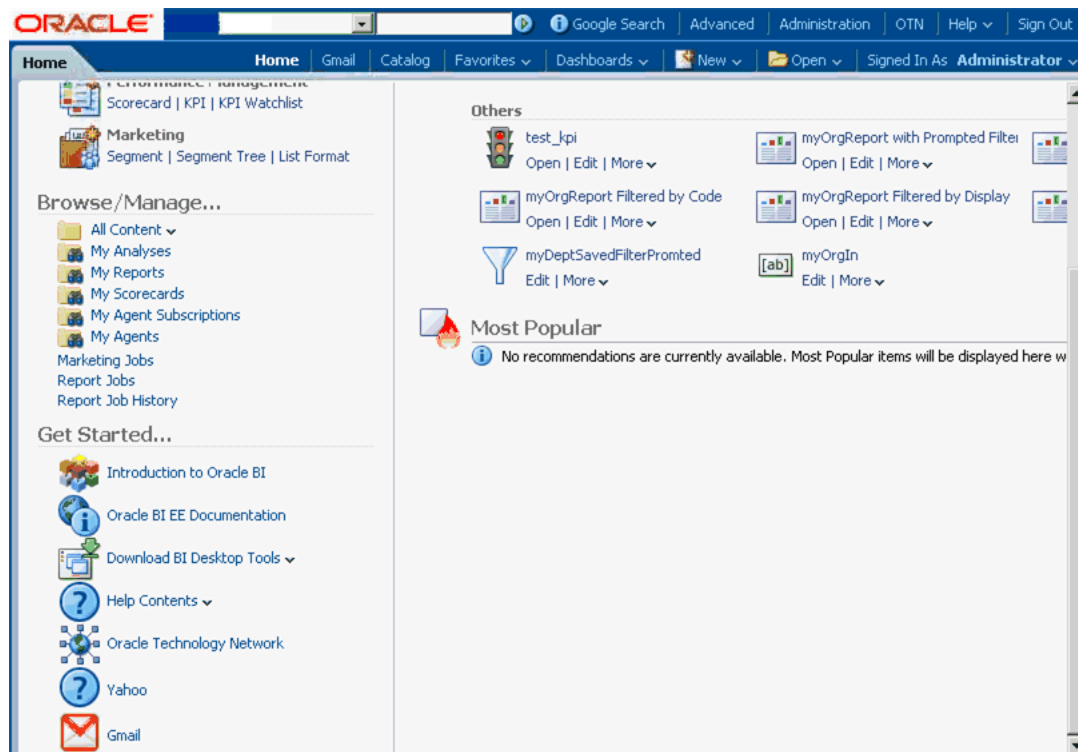 ORACLE
Google Search Advanced Administration OTN Help Sign Out
Home
Home Gmail Catalog Favorites Dashboards New Open Signed In As Administrator
Performance Management
Scorecard | KPI | KPI Watchlist
Marketing
Segment | Segment Tree | List Format
Browse/Manage...
All Content
My Analyses
My Reports
My Scorecards
My Agent Subscriptions
My Agents
Marketing Jobs
Report Jobs
Report Job History
Get Started...
Introduction to Oracle BI
Oracle BI EE Documentation
Download BI Desktop Tools
Help Contents
Oracle Technology Network
Yahoo
Gmail
Others
test_kpi
Open | Edit | More
myOrgReport with Prompted Filter
Open | Edit | More
myOrgReport Filtered by Code
Open | Edit | More
myOrgReport Filtered by Display
Open | Edit | More
myDeptSavedFilterPromted
Edit | More
[ab]
myOrgIn
Edit | More
Most Popular
No recommendations are currently available. Most Popular items will be displayed here w